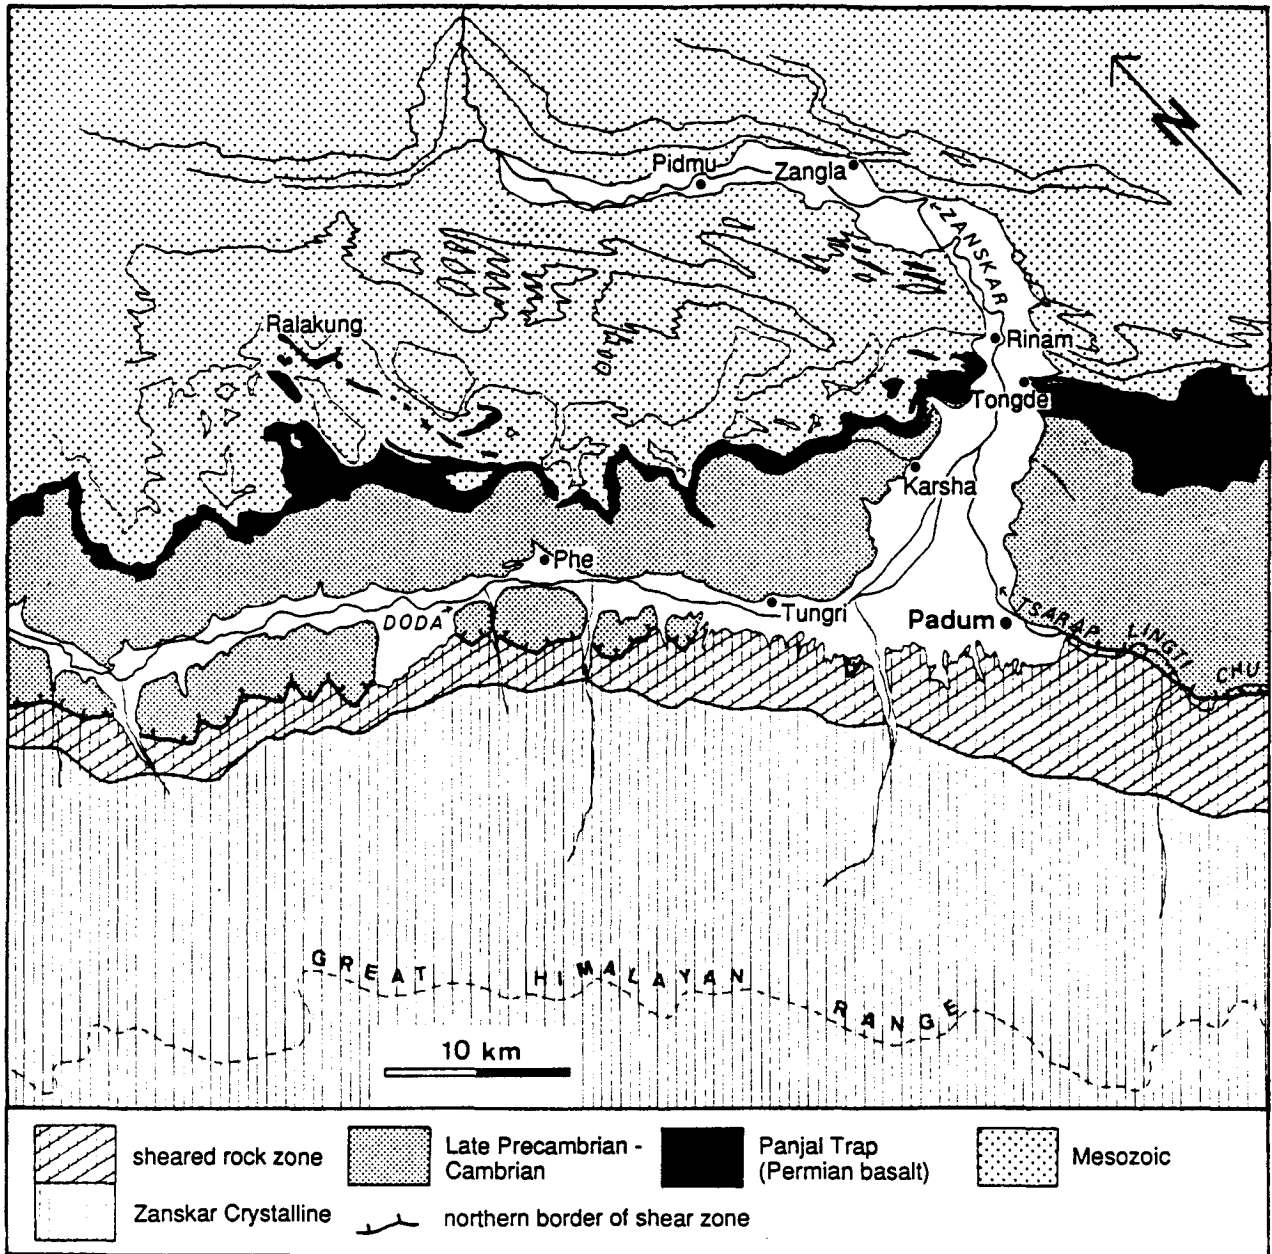 N
Pidmu
Zangla
ZANSKAR
Ralakung
Rinam
Tongde
Karsha
Phe
DODA
Tungri
Padum
TSARAP LINGTI CHU
GREAT HIMALAYAN RANGE
10 km
sheared rock zone
Late Precambrian -
Cambrian
Panjal Trap
(Permian basalt)
Mesozoic
Zanskar Crystalline
northern border of shear zone